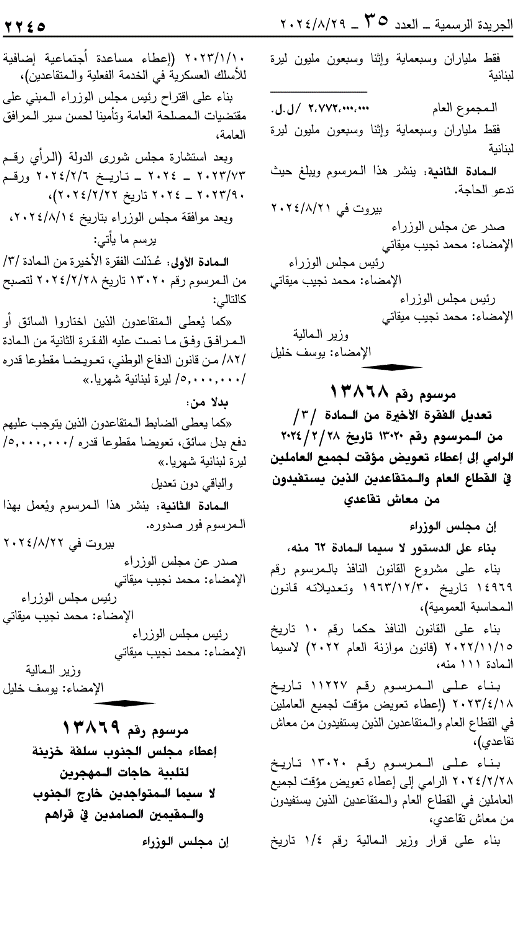 الجريدة الرسمية ــ العدد ٣٥ ــ ٢٠٢٤/٨/٢٩
٢٢٤٥
فقط ملياران وسبعماية وإثنا وسبعون مليون ليرة
لبنانية
المجموع العام ٢،٧٧٢،٠٠٠،٠٠٠ /ل.ل.
فقط ملياران وسبعماية وإثنا وسبعون مليون ليرة
لبنانية
المادة الثانية: ينشر هذا المرسوم ويبلغ حيث
تدعو الحاجة.
بيروت في ٢٠٢٤/٨/٢١
صدر عن مجلس الوزراء
الإمضاء: محمد نجيب ميقاتي
رئيس مجلس الوزراء
الإمضاء: محمد نجيب ميقاتي
رئيس مجلس الوزراء
الإمضاء: محمد نجيب ميقاتي
وزير المالية
الإمضاء: يوسف خليل
مرسوم رقم ١٣٨٦٨
تعديل الفقرة الأخيرة من المادة /٣/
من المرسوم رقم ١٣٠٢٠ تاريخ ٢٠٢٤/٢/٢٨
الرامي إلى إعطاء تعويض مؤقت لجميع العاملين
في القطاع العام والمتقاعدين الذين يستفيدون
من معاش تقاعدي
إن مجلس الوزراء
بناء على الدستور لا سيما المادة ٦٢ منه،
بناء على مشروع القانون النافذ بالمرسوم رقم
١٤٩٦٩ تاريخ ١٩٦٣/١٢/٣٠ وتعديلاته قانون
المحاسبة العمومية)،
بناء على القانون النافذ حكما رقم ١٠ تاريخ
٢٠٢٢/١١/١٥ (قانون موازنة العام ٢٠٢٢) لاسيما
المادة ١١١ منه،
بناء على المرسوم رقم ١١٢٢٧ تاريخ
٢٠٢٣/٤/١٨ (إعطاء تعويض مؤقت لجميع العاملين
في القطاع العام والمتقاعدين الذين يستفيدون من معاش
تقاعدي)،
بناء على المرسوم رقم ١٣٠٢٠ تاريخ
٢٠٢٤/٢/٢٨ الرامي إلى إعطاء تعويض مؤقت لجميع
العاملين في القطاع العام والمتقاعدين الذين يستفيدون
من معاش تقاعدي،
بناء على قرار وزير المالية رقم ١/٤ تاريخ
٢٠٢٣/١/١٠ (إعطاء مساعدة أجتماعية إضافية
للأسلك العسكرية في الخدمة الفعلية والمتقاعدين)،
بناء على اقتراح رئيس مجلس الوزراء المبني على
مقتضيات المصلحة العامة وتأمينا لحسن سير المرافق
العامة،
وبعد استشارة مجلس شورى الدولة (الرأي رقم
٢٠٢٣/٧٣ ــ ٢٠٢٤ ــ تاريخ ٢٠٢٤/٢/٦ ورقم
٢٠٢٣/٩٠ ــ ٢٠٢٤ تاريخ ٢٠٢٤/٢/٢٢)،
وبعد موافقة مجلس الوزراء بتاريخ ٢٠٢٤/٨/١٤،
يرسم ما يأتي:
المادة الأولى: عُدّلت الفقرة الأخيرة من المادة /٣/
من المرسوم رقم ١٣٠٢٠ تاريخ ٢٠٢٤/٢/٢٨ لتصبح
كالتالي:
«كما يُعطى المتقاعدون الذين اختاروا السائق أو
المرافق وفق ما نصت عليه الفقرة الثانية من المادة
/٨٢/ من قانون الدفاع الوطني، تعويضا مقطوعا قدره
/٥,٠٠٠,٠٠٠/ ليرة لبنانية شهريا.»
بدلا من:
«كما يعطى الضابط المتقاعدون الذين يتوجب عليهم
دفع بدل سائق، تعويضا مقطوعا قدره /٥,٠٠٠,٠٠٠/
ليرة لبنانية شهريا.»
والباقي دون تعديل
المادة الثانية: ينشر هذا المرسوم ويُعمل بهذا
المرسوم فور صدوره.
بيروت في ٢٠٢٤/٨/٢٢
صدر عن مجلس الوزراء
الإمضاء: محمد نجيب ميقاتي
رئيس مجلس الوزراء
الإمضاء: محمد نجيب ميقاتي
رئيس مجلس الوزراء
الإمضاء: محمد نجيب ميقاتي
وزير المالية
الإمضاء: يوسف خليل
مرسوم رقم ١٣٨٦٩
إعطاء مجلس الجنوب سلفة خزينة
لتلبية حاجات المهجرين
لا سيما المتواجدين خارج الجنوب
والمقيمين الصامدين في قراهم
إن مجلس الوزراء